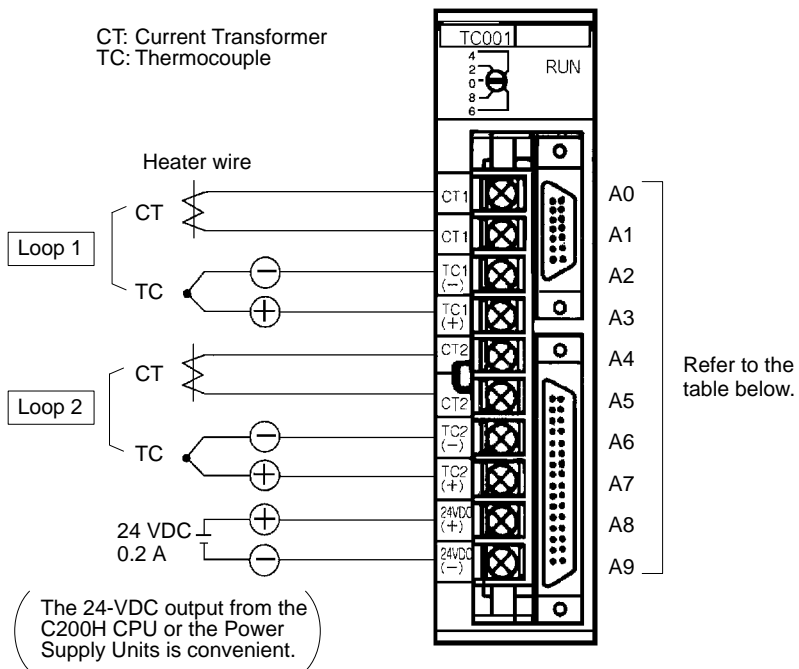 CT: Current Transformer
TC: Thermocouple
TC001
RUN
4
2
0
8
6
Heater wire
CT
CT1
A0
CT1
A1
Loop 1
TC
TC1
(−)
−
A2
TC1
(+)
+
A3
CT
CT2
A4
CT2
A5
Refer to the
table below.
Loop 2
TC
−
TC2
(−)
A6
+
TC2
(+)
A7
24 VDC
0.2 A
+
24VDC
(+)
A8
−
24VDC
(−)
A9
The 24-VDC output from the
C200H CPU or the Power
Supply Units is convenient.